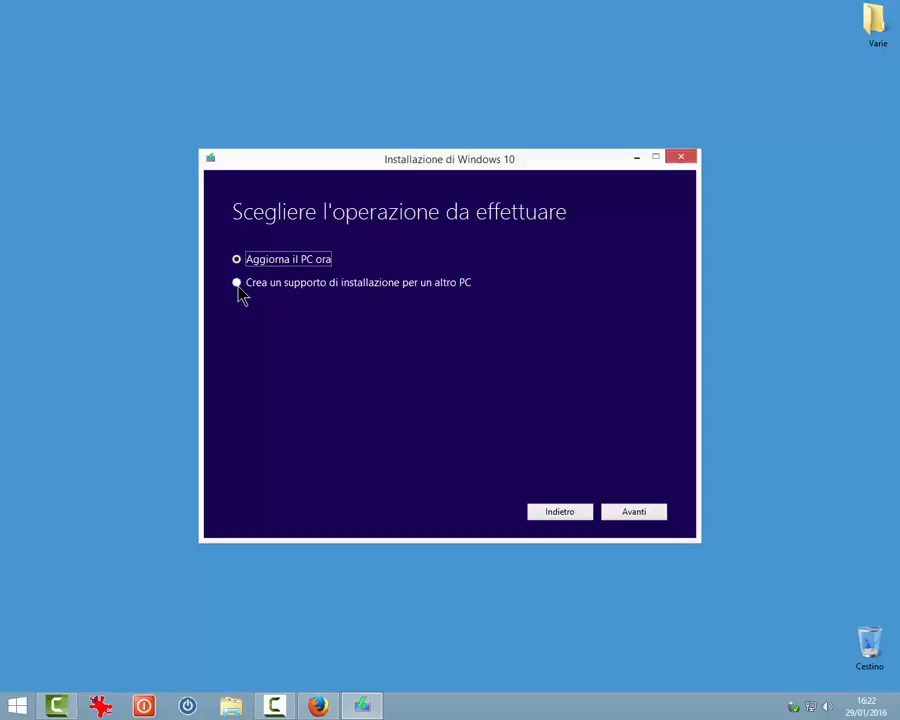 Varie
Installazione di Windows 10
Scegliere l'operazione da effettuare
Aggiorna il PC ora
Crea un supporto di installazione per un altro PC
Indietro
Avanti
Cestino
16:22
29/01/2016